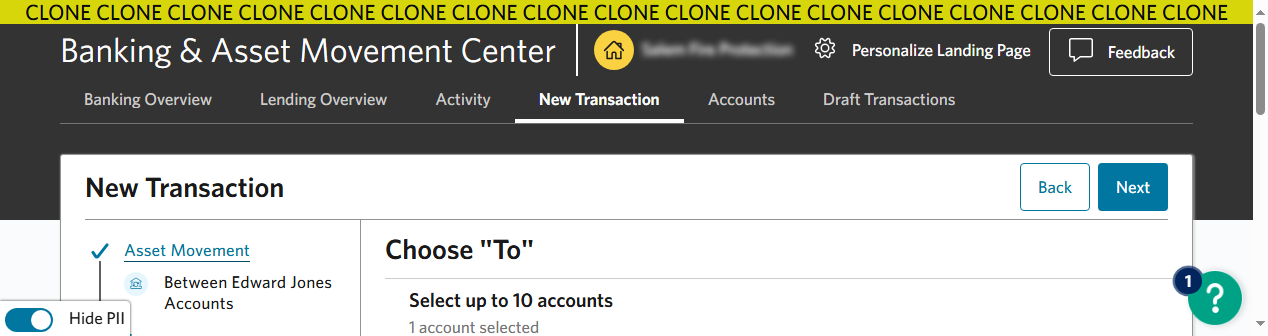 CLONE CLONE CLONE CLONE CLONE CLONE CLONE CLONE CLONE CLONE CLONE CLONE CLONE CLONE CLONE CLONE CLONE
Banking & Asset Movement Center
Personalize Landing Page
Feedback
Banking Overview Lending Overview Activity New Transaction Accounts Draft Transactions
New Transaction
Back Next
Asset Movement
Between Edward Jones
Accounts
Choose "To"
Select up to 10 accounts
1 account selected
Hide PII
1
?